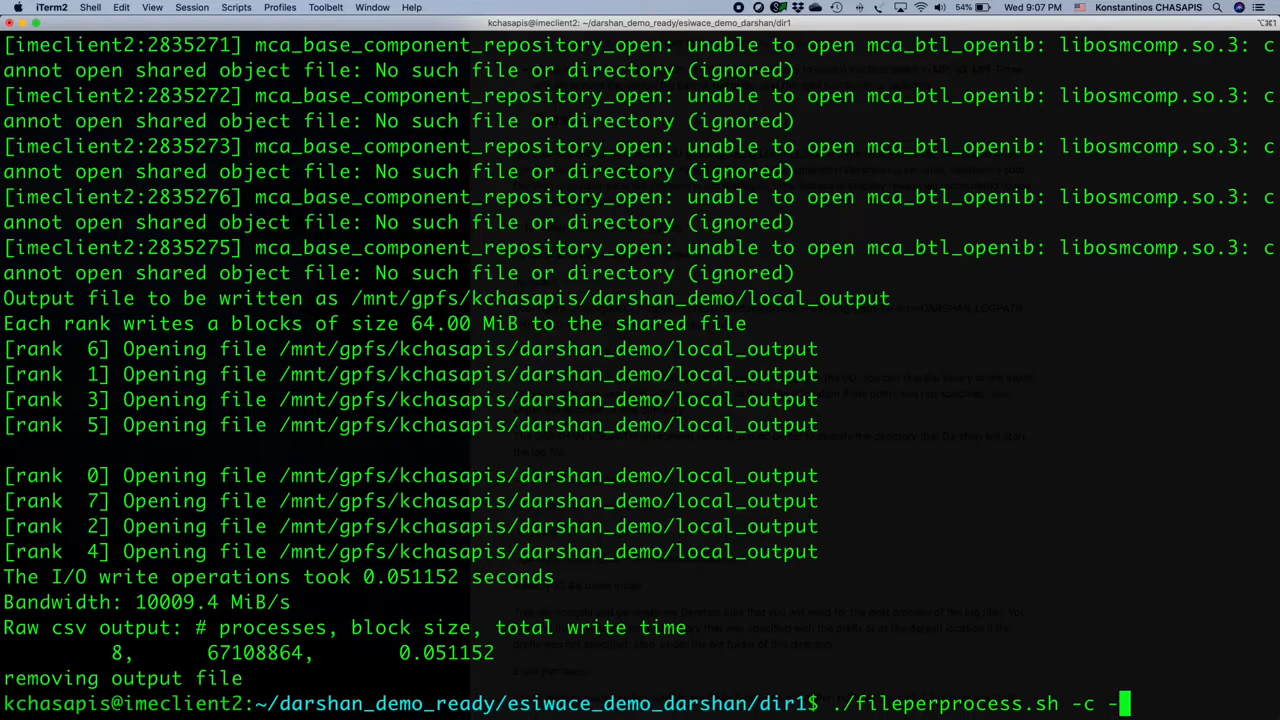 iTerm2 Shell Edit View Session Scripts Profiles Toolbelt Window Help 54% Wed 9:07 PM Konstantinos CHASAPIS
kchasapis@imeclient2: ~/darshan_demo_ready/esiwace_demo_darshan/dir1 ⌥⌘1
[imeclient2:2835271] mca_base_component_repository_open: unable to open mca_btl_openib: libosmcomp.so.3: c
annot open shared object file: No such file or directory (ignored)
[imeclient2:2835272] mca_base_component_repository_open: unable to open mca_btl_openib: libosmcomp.so.3: c
annot open shared object file: No such file or directory (ignored)
[imeclient2:2835273] mca_base_component_repository_open: unable to open mca_btl_openib: libosmcomp.so.3: c
annot open shared object file: No such file or directory (ignored)
[imeclient2:2835276] mca_base_component_repository_open: unable to open mca_btl_openib: libosmcomp.so.3: c
annot open shared object file: No such file or directory (ignored)
[imeclient2:2835275] mca_base_component_repository_open: unable to open mca_btl_openib: libosmcomp.so.3: c
annot open shared object file: No such file or directory (ignored)
Output file to be written as /mnt/gpfs/kchasapis/darshan_demo/local_output
Each rank writes a blocks of size 64.00 MiB to the shared file
[rank  6] Opening file /mnt/gpfs/kchasapis/darshan_demo/local_output
[rank  1] Opening file /mnt/gpfs/kchasapis/darshan_demo/local_output
[rank  3] Opening file /mnt/gpfs/kchasapis/darshan_demo/local_output
[rank  5] Opening file /mnt/gpfs/kchasapis/darshan_demo/local_output
[rank  0] Opening file /mnt/gpfs/kchasapis/darshan_demo/local_output
[rank  7] Opening file /mnt/gpfs/kchasapis/darshan_demo/local_output
[rank  2] Opening file /mnt/gpfs/kchasapis/darshan_demo/local_output
[rank  4] Opening file /mnt/gpfs/kchasapis/darshan_demo/local_output
The I/O write operations took 0.051152 seconds
Bandwidth: 10009.4 MiB/s
Raw csv output: # processes, block size, total write time
8, 67108864, 0.051152
removing output file
kchasapis@imeclient2:~/darshan_demo_ready/esiwace_demo_darshan/dir1$ ./fileperprocess.sh -c -